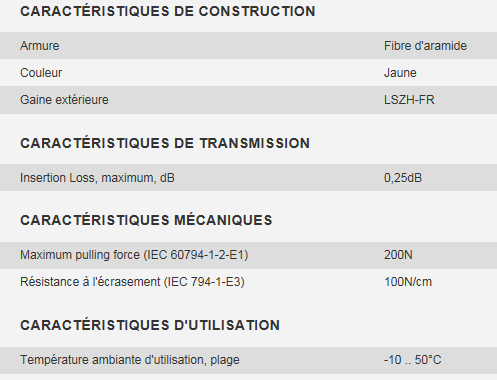 CARACTÉRISTIQUES DE CONSTRUCTION
Armure Fibre d'aramide
Couleur Jaune
Gaine extérieure LSZH-FR
CARACTÉRISTIQUES DE TRANSMISSION
Insertion Loss, maximum, dB 0,25dB
CARACTÉRISTIQUES MÉCANIQUES
Maximum pulling force (IEC 60794-1-2-E1) 200N
Résistance à l'écrasement (IEC 794-1-E3) 100N/cm
CARACTÉRISTIQUES D'UTILISATION
Température ambiante d'utilisation, plage -10 .. 50°C